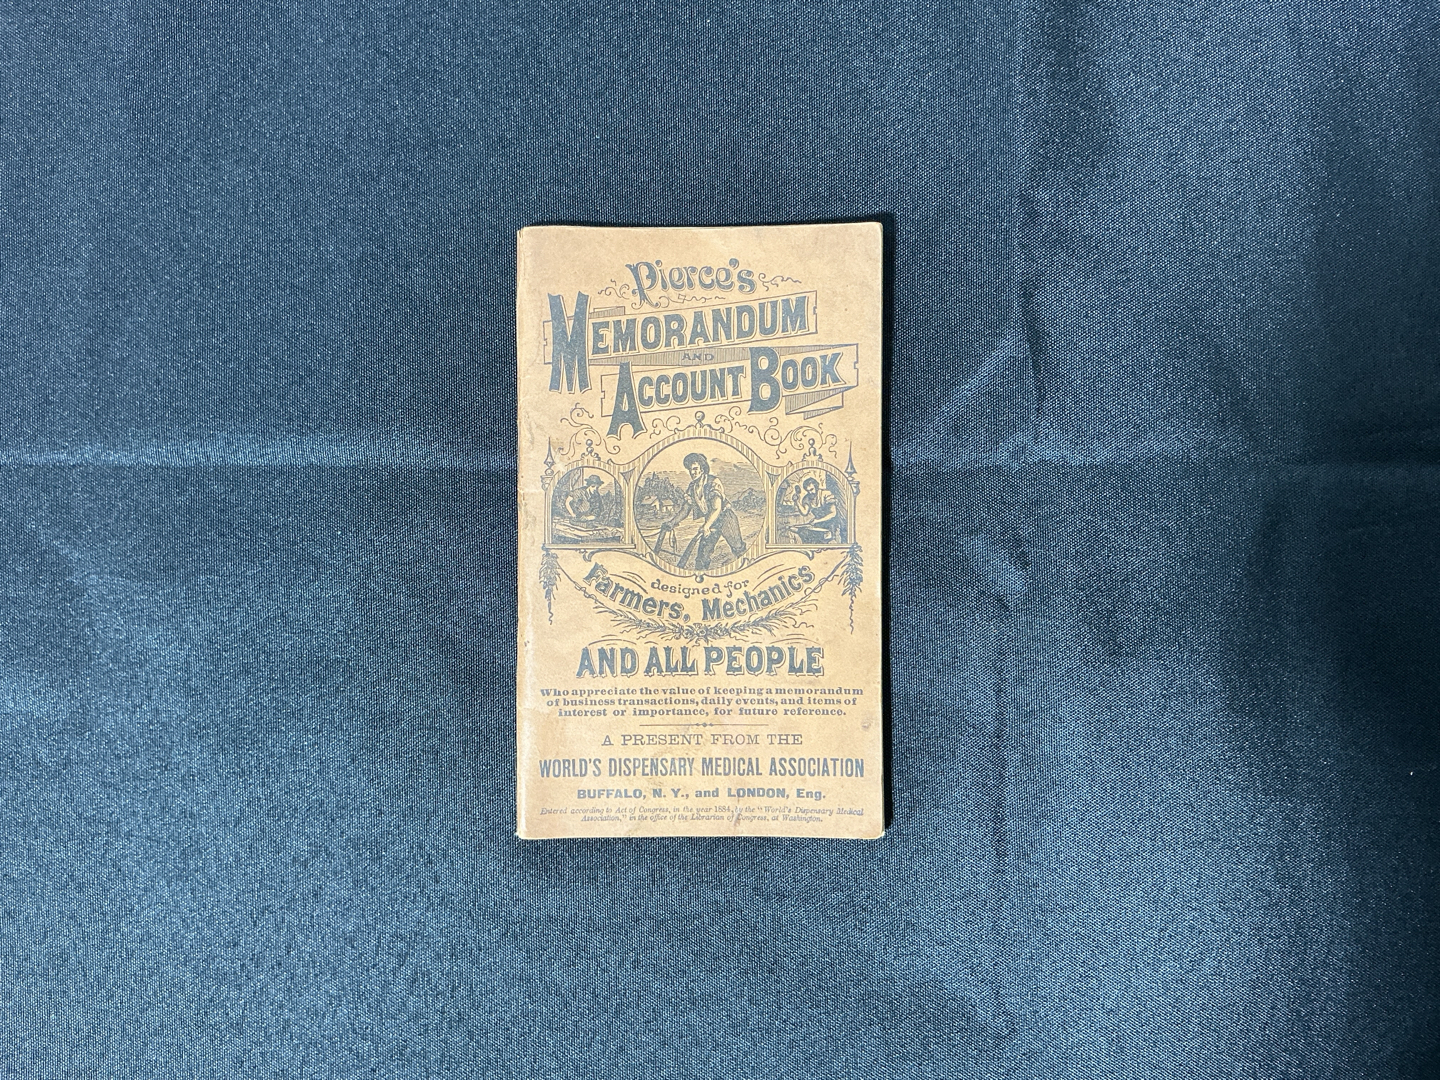 Pierce's
MEMORANDUM
AND
ACCOUNT BOOK
designed for
Farmers, Mechanics
AND ALL PEOPLE
Who appreciate the value of keeping a memorandum
of business transactions, daily events, and items of
interest or importance, for future reference.
A PRESENT FROM THE
WORLD'S DISPENSARY MEDICAL ASSOCIATION
BUFFALO, N. Y., and LONDON, Eng.
Entered according to Act of Congress, in the year 1884, by the "World's Dispensary Medical
Association," in the office of the Librarian of Congress, at Washington.